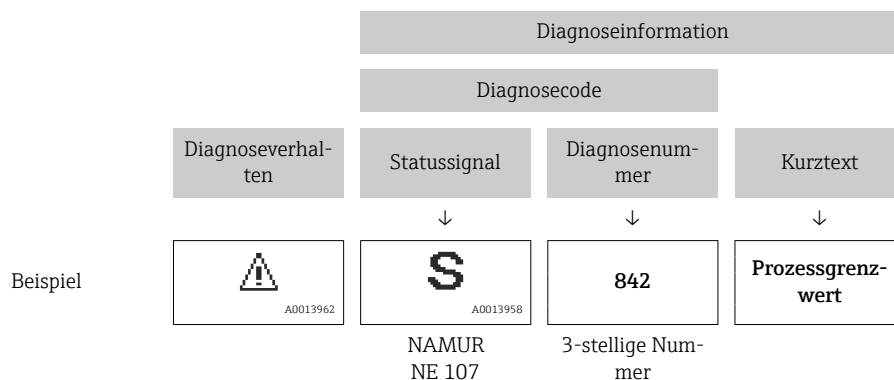 Diagnoseinformation
Diagnosecode
Diagnoseverhal-
ten
Statussignal
Diagnosenum-
mer
Kurztext
↓ ↓ ↓
Beispiel
A0013962
S
A0013958
842
Prozessgrenz-
wert
NAMUR
NE 107
3-stellige Num-
mer